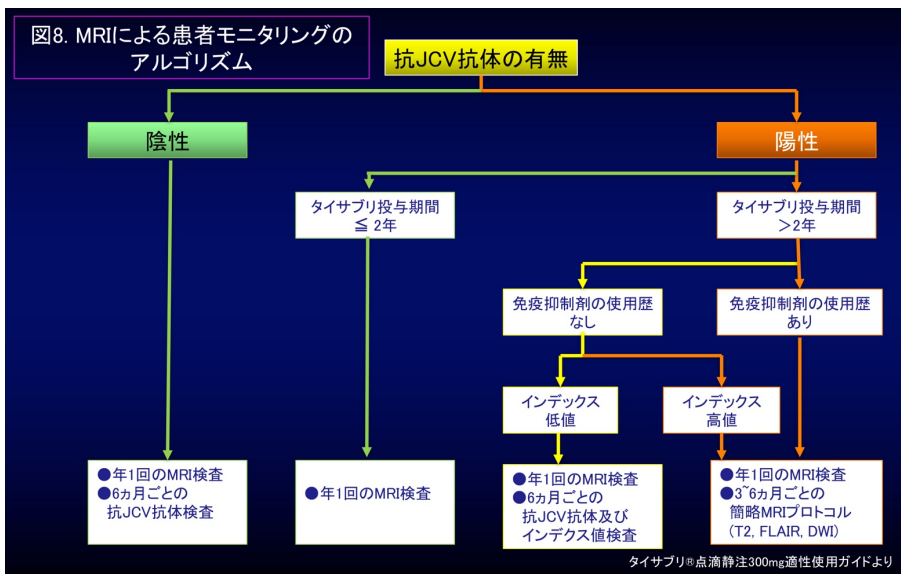 図8. MRIによる患者モニタリングの
アルゴリズム
抗JCV抗体の有無
陰性
陽性
タイサブリ投与期間
≦ 2年
タイサブリ投与期間
＞2年
免疫抑制剤の使用歴
なし
免疫抑制剤の使用歴
あり
インデックス
低値
インデックス
高値
●年1回のMRI検査
●6ヵ月ごとの
抗JCV抗体検査
●年1回のMRI検査
●年1回のMRI検査
●6ヵ月ごとの
抗JCV抗体及び
インデクス値検査
●年1回のMRI検査
●3~6ヵ月ごとの
簡略MRIプロトコル
(T2, FLAIR, DWI)
タイサブリ®点滴静注300mg適性使用ガイドより